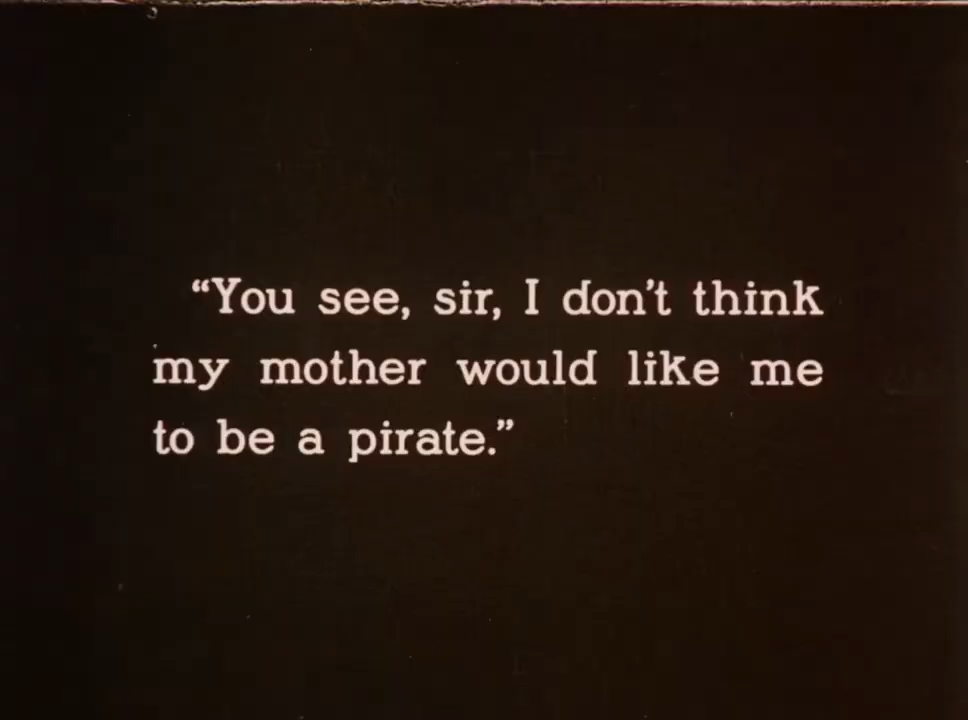 “You see, sir, I don't think
my mother would like me
to be a pirate.”